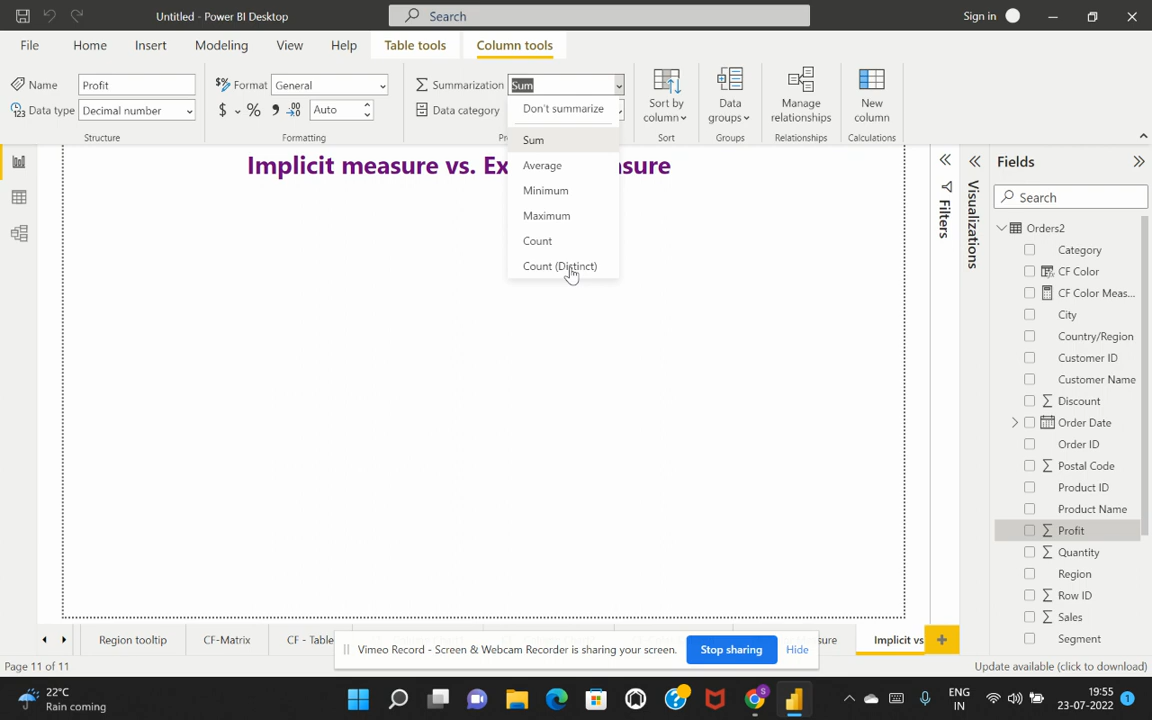 Untitled - Power BI Desktop
Search
Sign in
File
Home
Insert
Modeling
View
Help
Table tools
Column tools
Name
Profit
Format
General
Summarization
Sum
Data type
Decimal number
$
%
Auto
Data category
Don't summarize
Sum
Average
Minimum
Maximum
Count
Count (Distinct)
Sort by
column
Data
groups
Manage
relationships
New
column
Structure
Formatting
Sort
Groups
Relationships
Calculations
Implicit measure vs. Ex
sure
Filters
Visualizations
Fields
Search
Orders2
Category
CF Color
CF Color Meas...
City
Country/Region
Customer ID
Customer Name
Discount
Order Date
Order ID
Postal Code
Product ID
Product Name
Profit
Quantity
Region
Row ID
Sales
Segment
Region tooltip
CF-Matrix
CF - Table
sure
Implicit vs
Vimeo Record - Screen & Webcam Recorder is sharing your screen.
Stop sharing
Hide
Page 11 of 11
Update available (click to download)
22°C
Rain coming
ENG
IN
19:55
23-07-2022
1